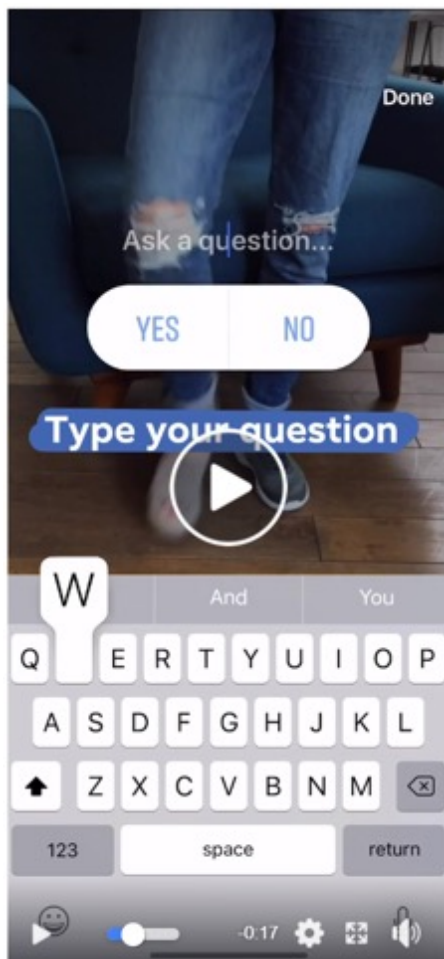 Done
Ask a question...
YES NO
Type your question
W
And You
Q E R T Y U I O P
A S D F G H J K L
Z X C V B N M
123 space return
-0:17